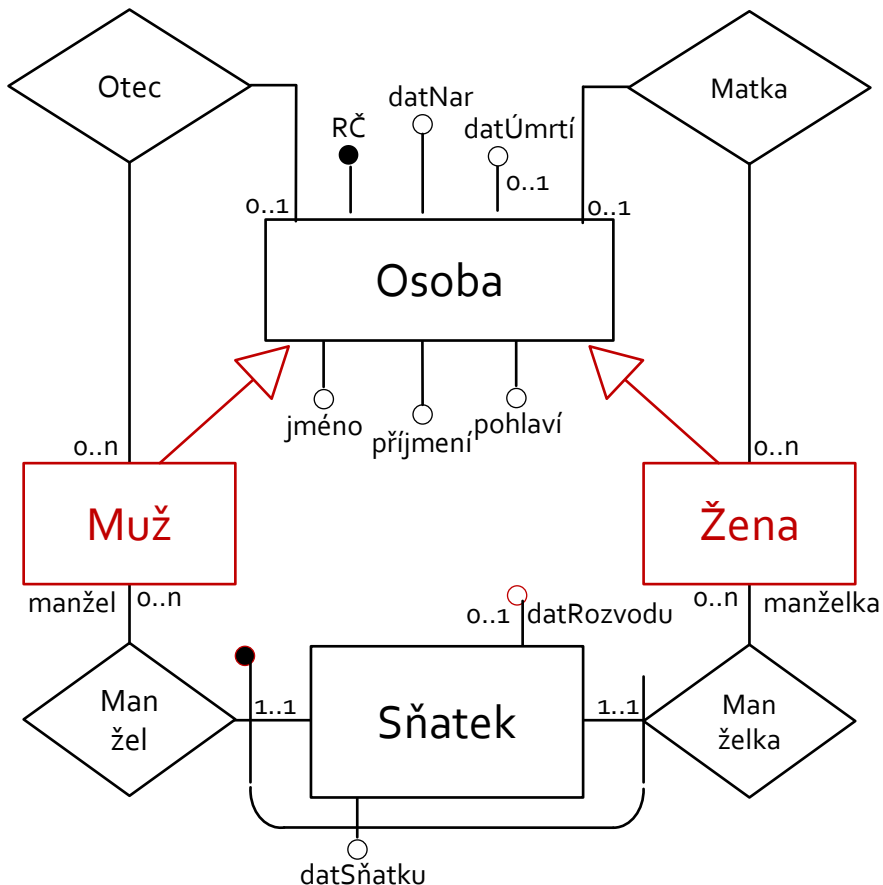 Otec
Matka
datNar
RČ
datÚmrtí
0..1
0..1
0..1
Osoba
jméno
příjmení
pohlaví
0..n
0..n
Muž
Žena
manžel
0..n
0..n
manželka
0..1
datRozvodu
Man
žel
1..1
Sňatek
1..1
Man
želka
datSňatku